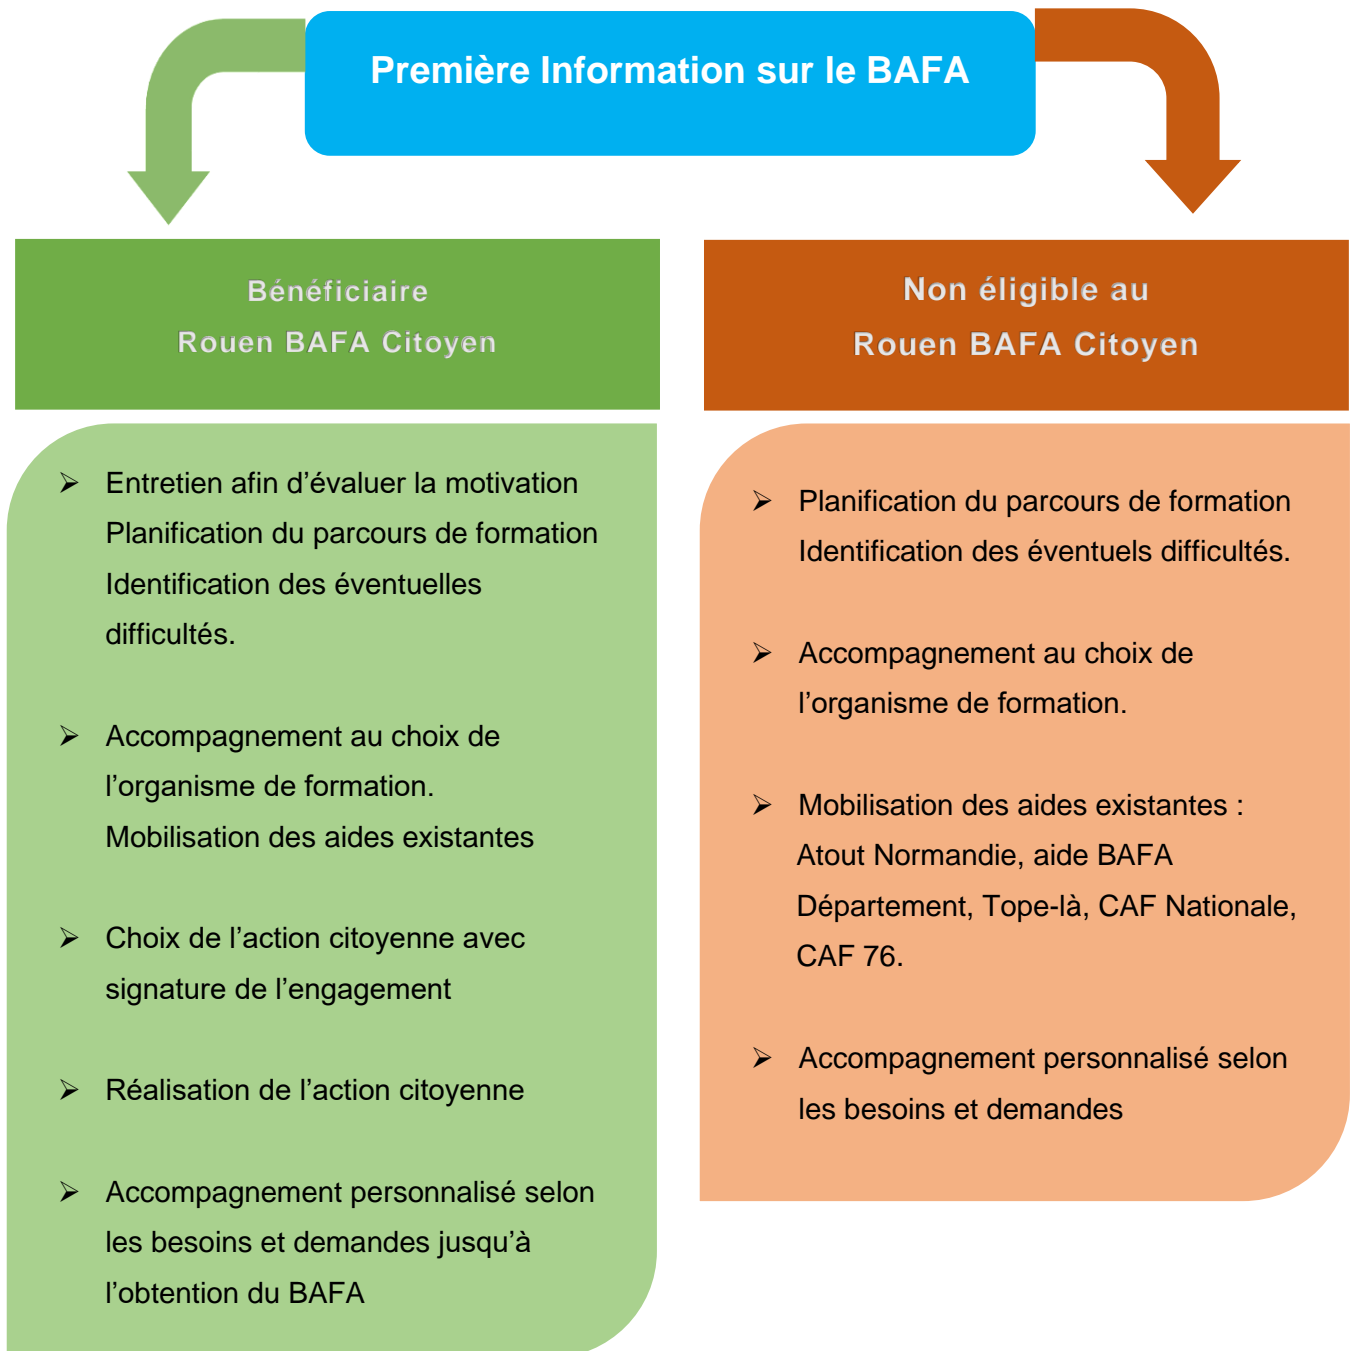 Première Information sur le BAFA
Bénéficiaire
Rouen BAFA Citoyen
➢ Entretien afin d’évaluer la motivation
Planification du parcours de formation
Identification des éventuelles
difficultés.
➢ Accompagnement au choix de
l’organisme de formation.
Mobilisation des aides existantes
➢ Choix de l’action citoyenne avec
signature de l’engagement
➢ Réalisation de l’action citoyenne
➢ Accompagnement personnalisé selon
les besoins et demandes jusqu’à
l’obtention du BAFA
Non éligible au
Rouen BAFA Citoyen
➢ Planification du parcours de formation
Identification des éventuels difficultés.
➢ Accompagnement au choix de
l’organisme de formation.
➢ Mobilisation des aides existantes :
Atout Normandie, aide BAFA
Département, Tope-là, CAF Nationale,
CAF 76.
➢ Accompagnement personnalisé selon
les besoins et demandes